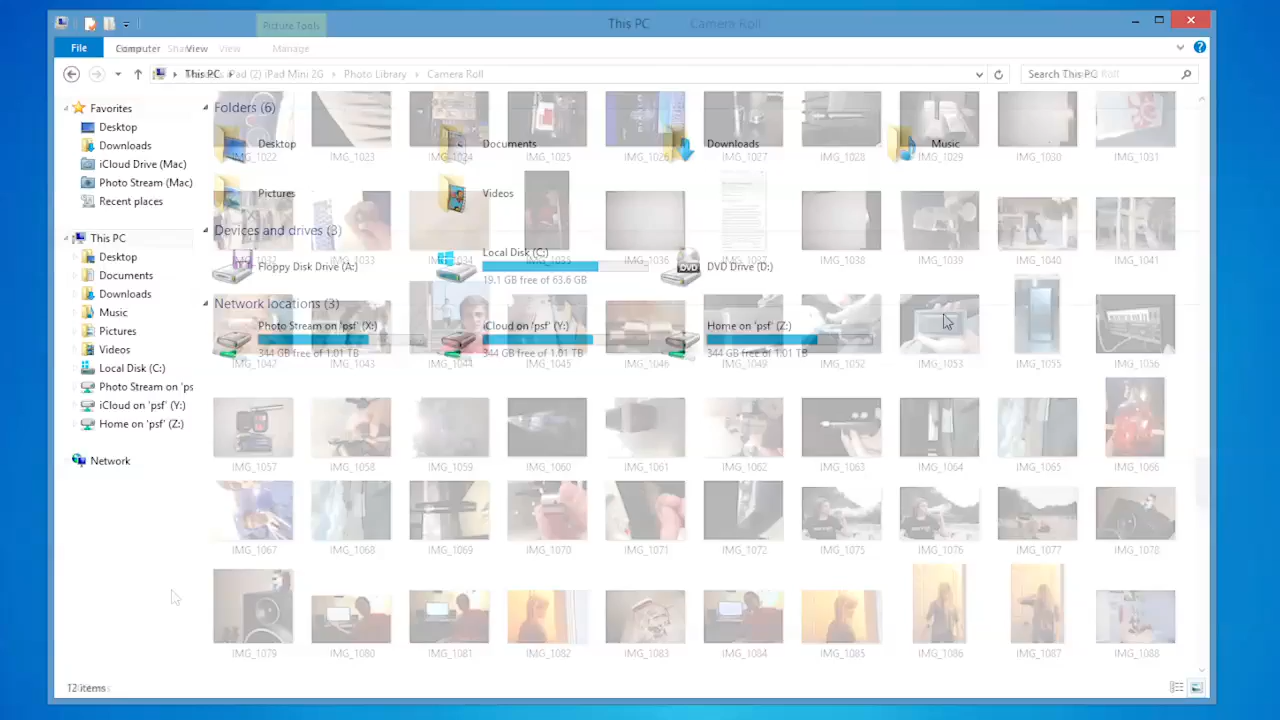 Picture Tools This PC Camera Roll
File Computer View View Manage
This PC iPad (2) iPad Mini 2G Photo Library Camera Roll Search This PC
Favorites Folders (6)
Desktop
Downloads Desktop Documents Downloads Music
IMG_1022 IMG_1023 IMG_1024 IMG_1025 IMG_1026 IMG_1027 IMG_1028 IMG_1029 IMG_1030 IMG_1031
iCloud Drive (Mac)
Photo Stream (Mac) Pictures Videos
Recent places
This PC Devices and drives (3)
Desktop Local Disk (C:)
IMG_1032 IMG_1033 IMG_1034 IMG_1035 IMG_1036 IMG_1037 IMG_1038 IMG_1039 IMG_1040 IMG_1041
Documents Floppy Disk Drive (A:) DVD Drive (D:)
19.1 GB free of 63.6 GB
Downloads Network locations (3)
Music
Pictures Photo Stream on 'psf' (X:) iCloud on 'psf' (Y:) Home on 'psf' (Z:)
Videos 344 GB free of 1.01 TB 344 GB free of 1.01 TB 344 GB free of 1.01 TB
IMG_1042 IMG_1043 IMG_1044 IMG_1045 IMG_1046 IMG_1049 IMG_1052 IMG_1053 IMG_1055 IMG_1056
Local Disk (C:)
Photo Stream on 'ps
iCloud on 'psf' (Y:)
Home on 'psf' (Z:)
Network
IMG_1057 IMG_1058 IMG_1059 IMG_1060 IMG_1061 IMG_1062 IMG_1063 IMG_1064 IMG_1065 IMG_1066
IMG_1067 IMG_1068 IMG_1069 IMG_1070 IMG_1071 IMG_1072 IMG_1075 IMG_1076 IMG_1077 IMG_1078
IMG_1079 IMG_1080 IMG_1081 IMG_1082 IMG_1083 IMG_1084 IMG_1085 IMG_1086 IMG_1087 IMG_1088
12 items